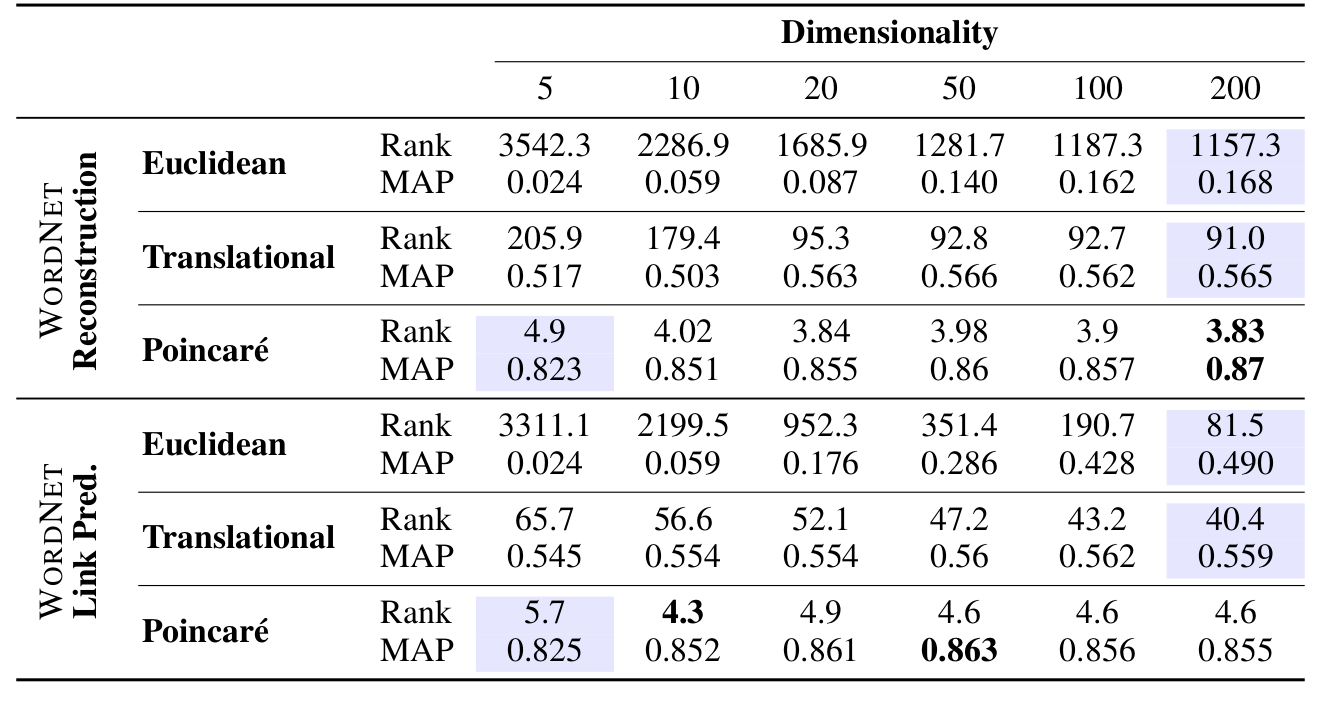 Dimensionality
5 10 20 50 100 200
WORDNET
Reconstruction
Euclidean
Rank 3542.3 2286.9 1685.9 1281.7 1187.3 1157.3
MAP 0.024 0.059 0.087 0.140 0.162 0.168
Translational
Rank 205.9 179.4 95.3 92.8 92.7 91.0
MAP 0.517 0.503 0.563 0.566 0.562 0.565
Poincaré
Rank 4.9 4.02 3.84 3.98 3.9 3.83
MAP 0.823 0.851 0.855 0.86 0.857 0.87
WORDNET
Link Pred.
Euclidean
Rank 3311.1 2199.5 952.3 351.4 190.7 81.5
MAP 0.024 0.059 0.176 0.286 0.428 0.490
Translational
Rank 65.7 56.6 52.1 47.2 43.2 40.4
MAP 0.545 0.554 0.554 0.56 0.562 0.559
Poincaré
Rank 5.7 4.3 4.9 4.6 4.6 4.6
MAP 0.825 0.852 0.861 0.863 0.856 0.855